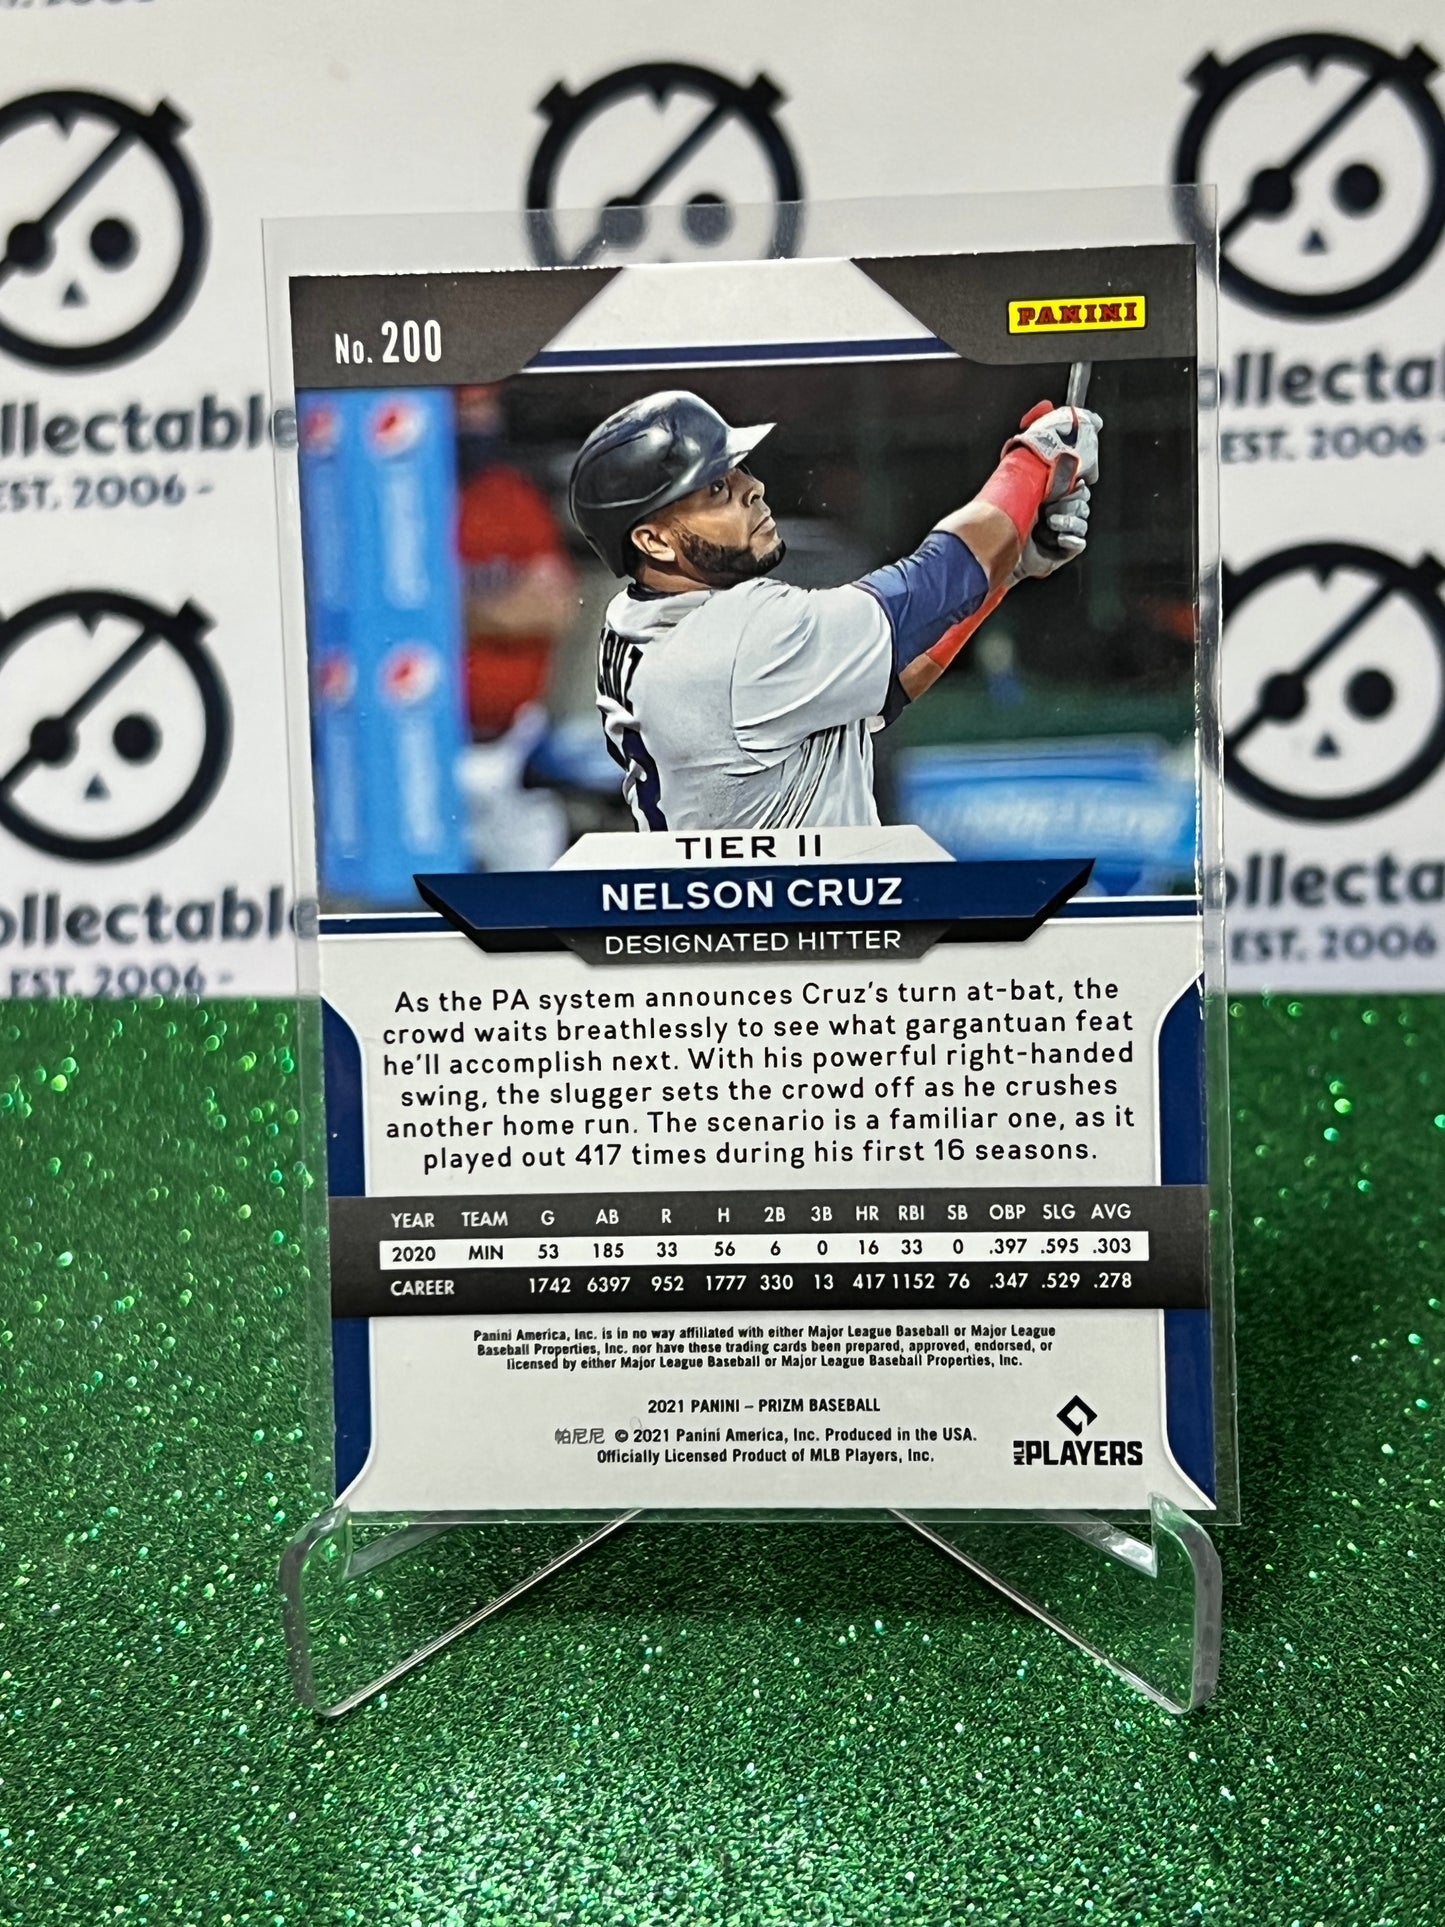 No. 200
PANINI
CRUZ
TIER II
NELSON CRUZ
DESIGNATED HITTER
As the PA system announces Cruz's turn at-bat, the
crowd waits breathlessly to see what gargantuan feat
he'll accomplish next. With his powerful right-handed
swing, the slugger sets the crowd off as he crushes
another home run. The scenario is a familiar one, as it
played out 417 times during his first 16 seasons.
YEAR TEAM G AB R H 2B 3B HR RBI SB OBP SLG AVG
2020 MIN 53 185 33 56 6 0 16 33 0 .397 .595 .303
CAREER 1742 6397 952 1777 330 13 417 1152 76 .347 .529 .278
Panini America, Inc. is in no way affiliated with either Major League Baseball or Major League
Baseball Properties, Inc. nor have these trading cards been prepared, approved, endorsed, or
licensed by either Major League Baseball or Major League Baseball Properties, Inc.
2021 PANINI – PRIZM BASEBALL
帕尼尼 © 2021 Panini America, Inc. Produced in the USA.
Officially Licensed Product of MLB Players, Inc.
MLB PLAYERS
llectable
EST. 2006 -
ollectable
EST. 2006 -
ollecta
EST. 2006 -
ollecta
EST. 2006